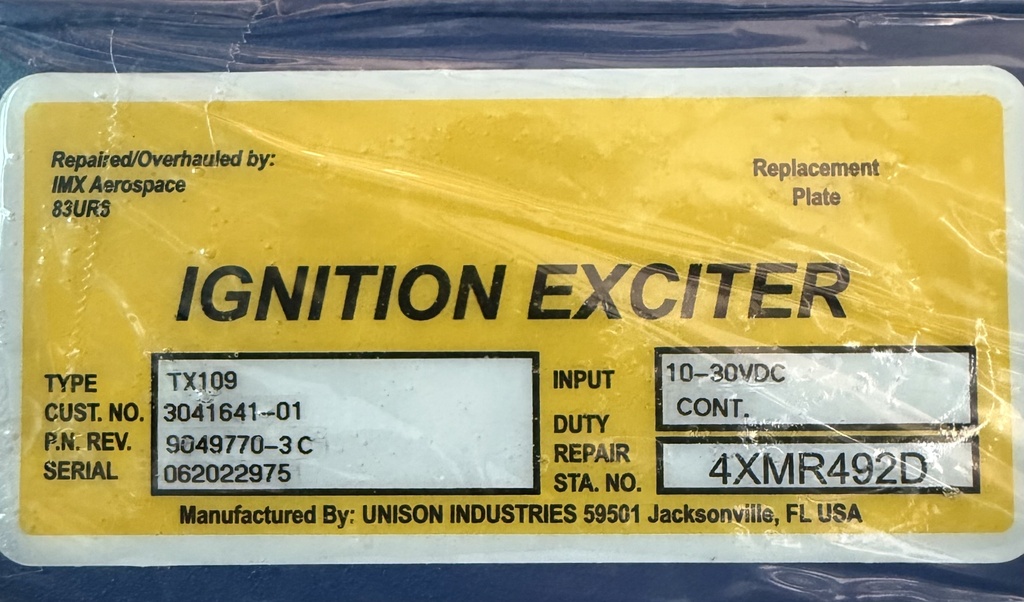 Repaired/Overhauled by:
IMX Aerospace
83URS
Replacement
Plate
IGNITION EXCITER
TYPE TX109
CUST. NO. 3041641-01
P.N. REV. 9049770-3 C
SERIAL 062022975
INPUT 10-30VDC
DUTY CONT.
REPAIR
STA. NO. 4XMR492D
Manufactured By: UNISON INDUSTRIES 59501 Jacksonville, FL USA